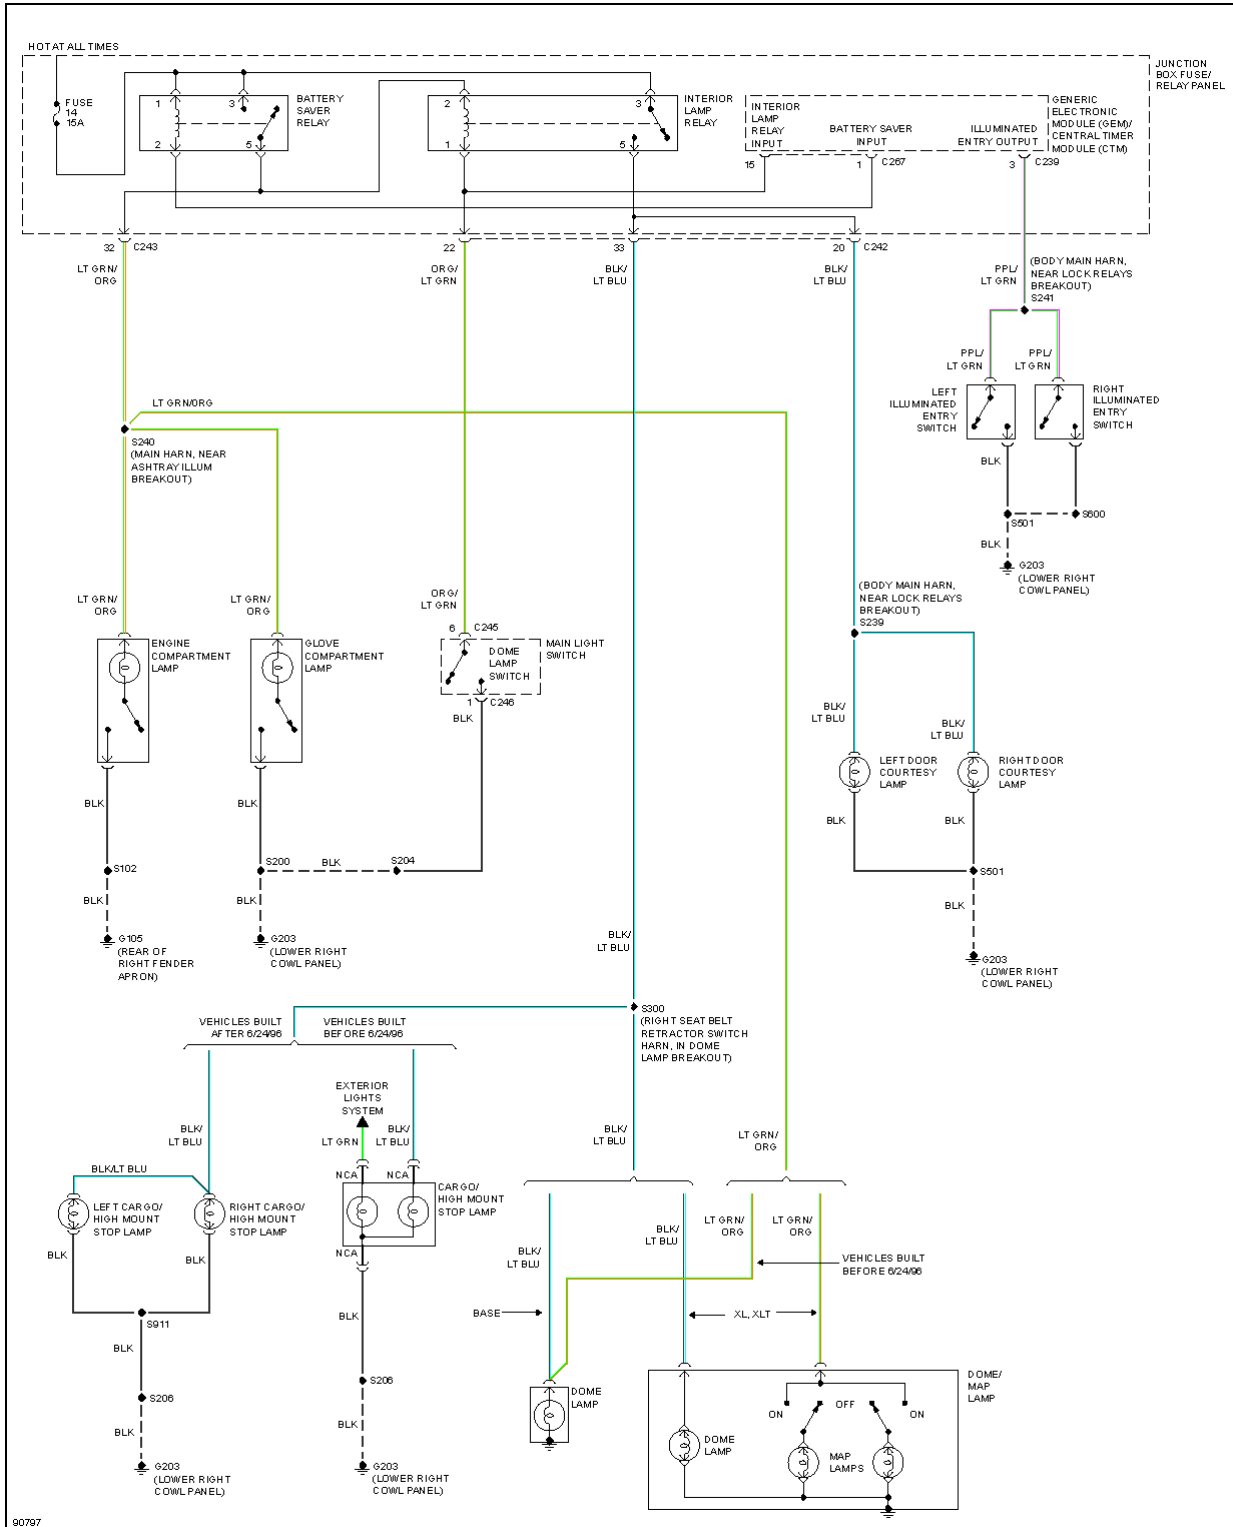 HOT AT ALL TIMES
JUNCTION
BOX FUSE/
RELAY PANEL
FUSE
14
15A
1
3
BATTERY
SAVER
RELAY
2
5
2
3
INTERIOR
LAMP
RELAY
1
5
INTERIOR
LAMP
RELAY
INPUT
BATTERY SAVER
INPUT
ILLUMINATED
ENTRY OUTPUT
GENERIC
ELECTRONIC
MODULE (GEM)/
CENTRAL TIMER
MODULE (CTM)
15
1
C267
3
C239
32
C243
22
33
20
C242
LT GRN/
ORG
ORG/
LT GRN
BLK/
LT BLU
BLK/
LT BLU
PPL/
LT GRN
(BODY MAIN HARN,
NEAR LOCK RELAYS
BREAKOUT)
S241
PPL/
LT GRN
PPL/
LT GRN
LEFT
ILLUMINATED
ENTRY
SWITCH
RIGHT
ILLUMINATED
ENTRY
SWITCH
LT GRN/ORG
S240
(MAIN HARN, NEAR
ASHTRAY ILLUM
BREAKOUT)
BLK
S501
S600
BLK
G203
(LOWER RIGHT
COWL PANEL)
LT GRN/
ORG
LT GRN/
ORG
ORG/
LT GRN
(BODY MAIN HARN,
NEAR LOCK RELAYS
BREAKOUT)
S239
ENGINE
COMPARTMENT
LAMP
GLOVE
COMPARTMENT
LAMP
6
C245
DOME
LAMP
SWITCH
MAIN LIGHT
SWITCH
1
C246
BLK
BLK/
LT BLU
BLK/
LT BLU
LEFT DOOR
COURTESY
LAMP
RIGHT DOOR
COURTESY
LAMP
BLK
BLK
BLK
BLK
S102
S200
BLK
S204
S501
BLK
BLK
BLK
G105
(REAR OF
RIGHT FENDER
APRON)
G203
(LOWER RIGHT
COWL PANEL)
BLK/
LT BLU
G203
(LOWER RIGHT
COWL PANEL)
S300
(RIGHT SEAT BELT
RETRACTOR SWITCH
HARN, IN DOME
LAMP BREAKOUT)
VEHICLES BUILT
AFTER 6/24/96
VEHICLES BUILT
BEFORE 6/24/96
EXTERIOR
LIGHTS
SYSTEM
BLK/
LT BLU
LT GRN
BLK/
LT BLU
BLK/
LT BLU
LT GRN/
ORG
BLK/LT BLU
NCA
NCA
LEFT CARGO/
HIGH MOUNT
STOP LAMP
RIGHT CARGO/
HIGH MOUNT
STOP LAMP
CARGO/
HIGH MOUNT
STOP LAMP
BLK
BLK
NCA
BLK/
LT BLU
BLK/
LT BLU
LT GRN/
ORG
LT GRN/
ORG
VEHICLES BUILT
BEFORE 6/24/96
BASE
XL, XLT
S911
BLK
BLK
S206
S206
BLK
BLK
G203
(LOWER RIGHT
COWL PANEL)
G203
(LOWER RIGHT
COWL PANEL)
DOME
LAMP
DOME/
MAP
LAMP
ON
OFF
ON
DOME
LAMP
MAP
LAMPS
90797